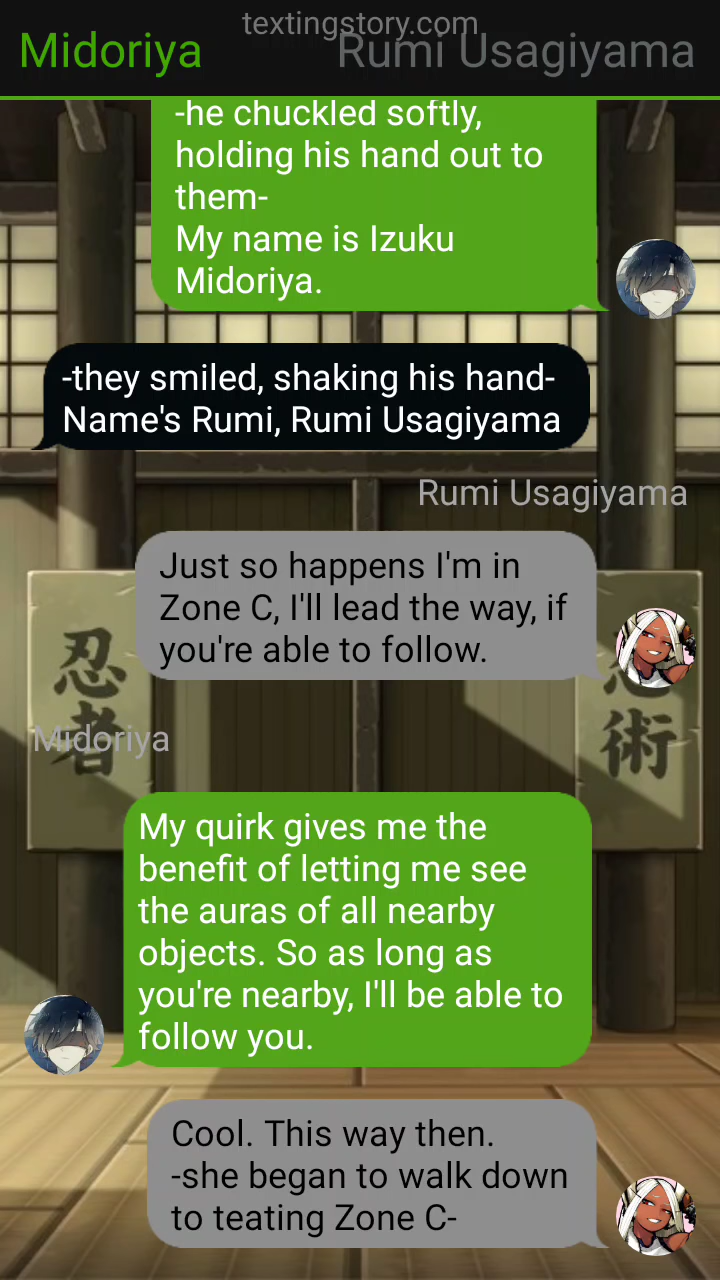 textingstory.com
Midoriya
Rumi Usagiyama
-he chuckled softly,
holding his hand out to
them-
My name is Izuku
Midoriya.
-they smiled, shaking his hand-
Name's Rumi, Rumi Usagiyama
Rumi Usagiyama
Just so happens I'm in
Zone C, I'll lead the way, if
you're able to follow.
忍者
忍術
Midoriya
My quirk gives me the
benefit of letting me see
the auras of all nearby
objects. So as long as
you're nearby, I'll be able to
follow you.
Cool. This way then.
-she began to walk down
to teating Zone C-